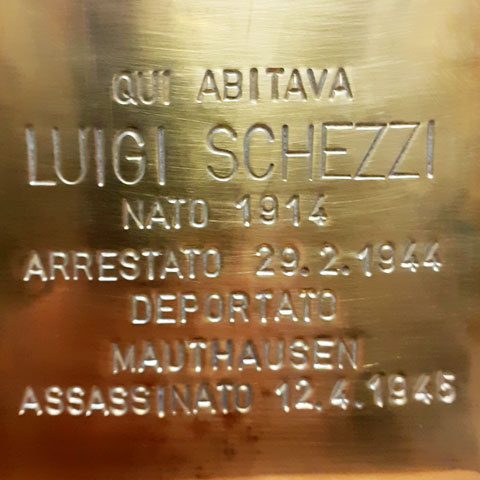 QUI ABITAVA
LUIGI SCHEZZI
NATO 1914
ARRESTATO 29.2.1944
DEPORTATO
MAUTHAUSEN
ASSASSINATO 12.4.1945